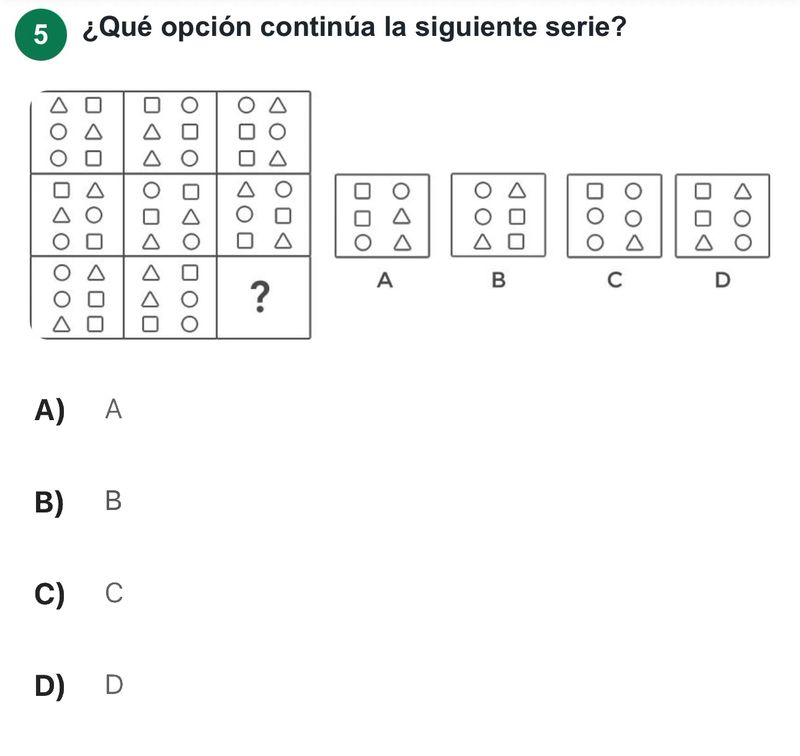 5 ¿Qué opción continúa la siguiente serie?
?
A B C D
A) A
B) B
C) C
D) D